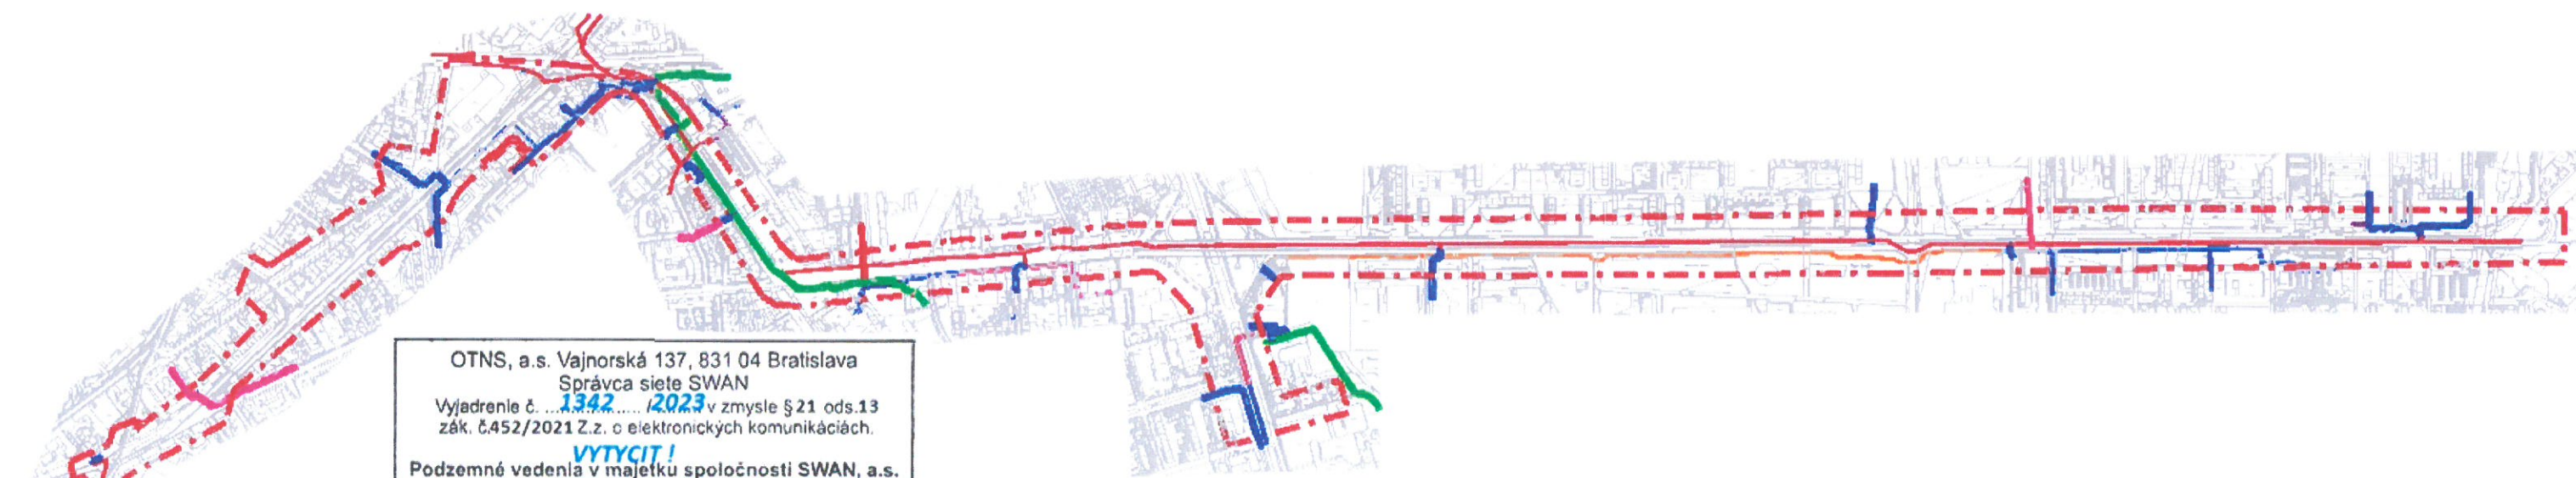 OTNS, a.s. Vajnorská 137, 831 04 Bratislava
Správca siete SWAN
Vyjadrenie č. ...1342..... /2023 v zmysle §21 ods.13
zák. č.452/2021 Z.z. o elektronických komunikáciách.
VYTYCIT !
Podzemné vedenia v majetku spoločnosti SWAN, a.s.